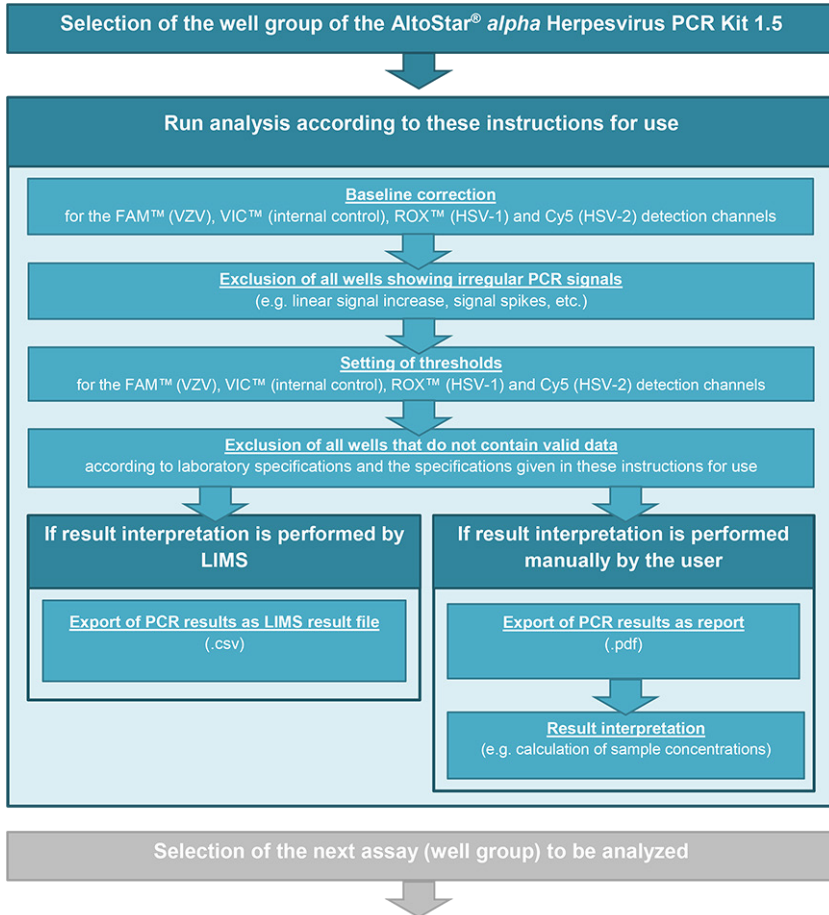 Selection of the well group of the AltoStar® alpha Herpesvirus PCR Kit 1.5
Run analysis according to these instructions for use
Baseline correction
for the FAM™ (VZV), VIC™ (internal control), ROX™ (HSV-1) and Cy5 (HSV-2) detection channels
Exclusion of all wells showing irregular PCR signals
(e.g. linear signal increase, signal spikes, etc.)
Setting of thresholds
for the FAM™ (VZV), VIC™ (internal control), ROX™ (HSV-1) and Cy5 (HSV-2) detection channels
Exclusion of all wells that do not contain valid data
according to laboratory specifications and the specifications given in these instructions for use
If result interpretation is performed by
LIMS
Export of PCR results as LIMS result file
(.csv)
If result interpretation is performed
manually by the user
Export of PCR results as report
(.pdf)
Result interpretation
(e.g. calculation of sample concentrations)
Selection of the next assay (well group) to be analyzed